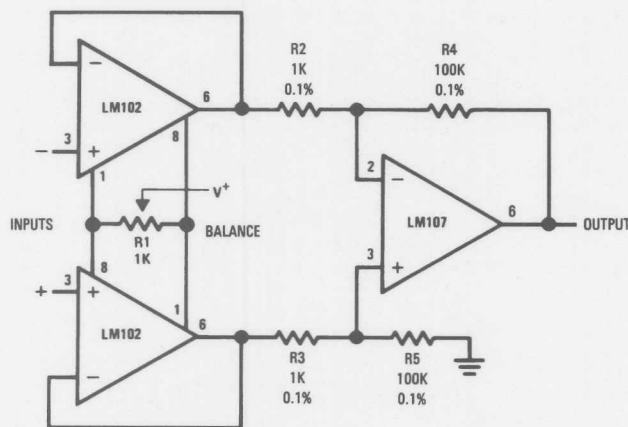 R2
1K
0.1%
R4
100K
0.1%
−
LM102
6
8
3
−
+
1
V+
2
−
LM107
6
OUTPUT
INPUTS
R1
1K
BALANCE
3
+
8
3
+
+
1
LM102
6
−
R3
1K
0.1%
R5
100K
0.1%